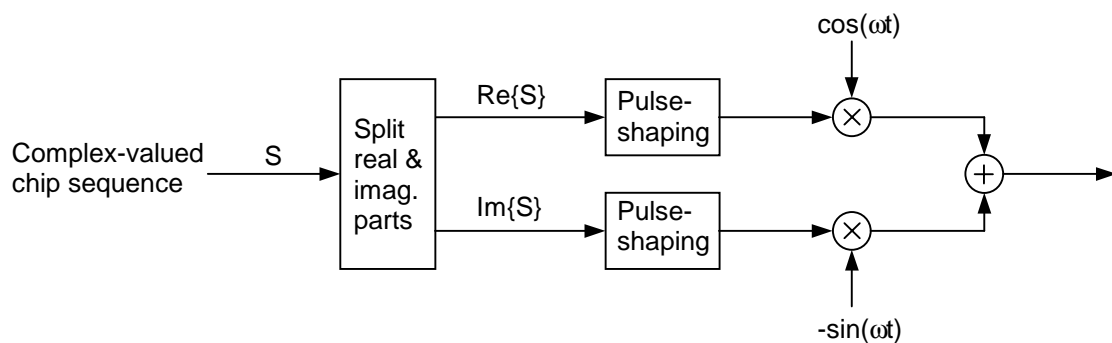 cos(ωt)
Complex-valued
chip sequence
S
Split
real &
imag.
parts
Re{S}
Pulse-
shaping
Im{S}
Pulse-
shaping
-sin(ωt)